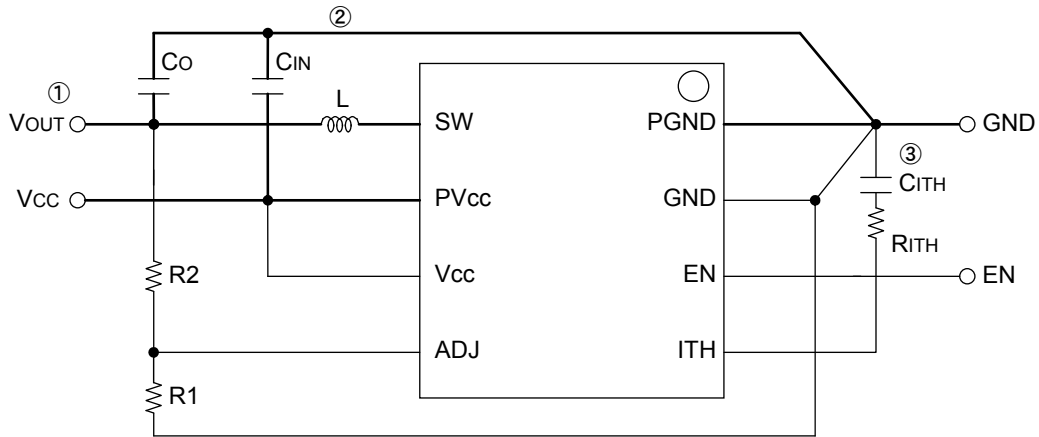 ②
CO
CIN
①
L
VOUT
SW
PGND
GND
③
CITH
VCC
PVcc
GND
RITH
R2
Vcc
EN
EN
ADJ
ITH
R1